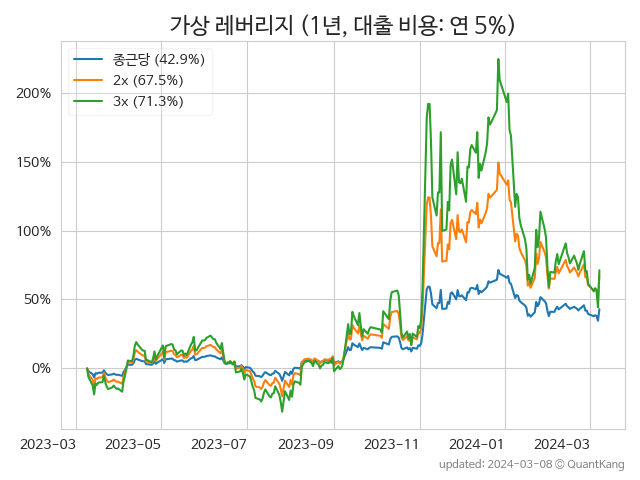 가상 레버리지 (1년, 대출 비용: 연 5%)
종근당 (42.9%)
2x (67.5%)
3x (71.3%)
200%
150%
100%
50%
0%
2023-03 2023-05 2023-07 2023-09 2023-11 2024-01 2024-03
updated: 2024-03-08 © QuantKang